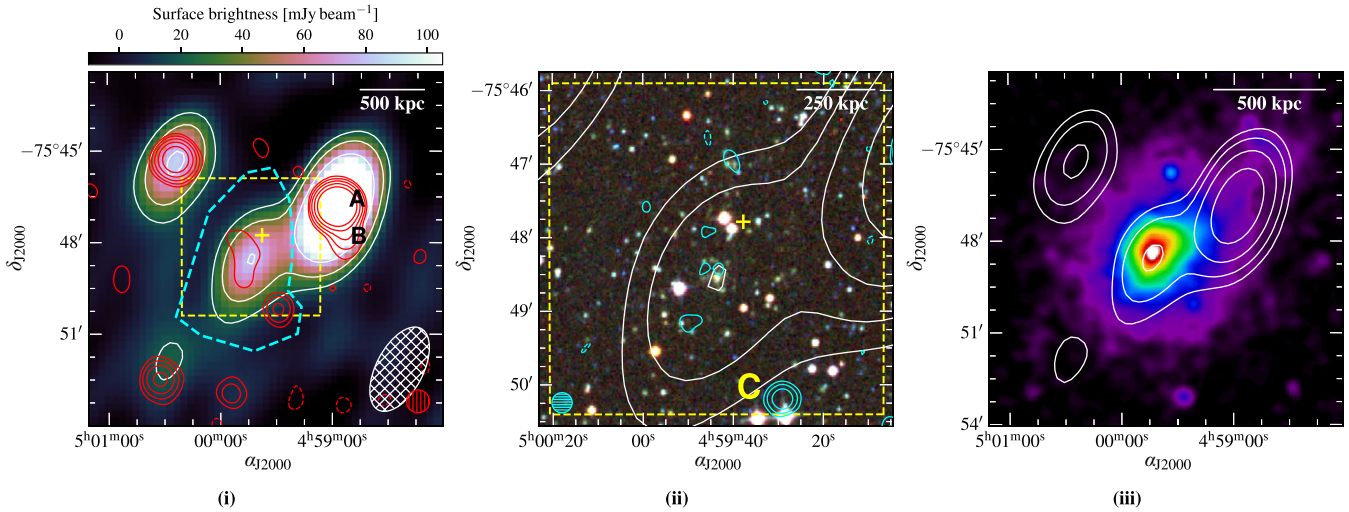 Surface brightness [mJy beam⁻¹]
0 20 40 60 80 100
500 kpc
A
B
−75°45′
48′
51′
δJ2000
5ʰ01ᵐ00ˢ 00ᵐ00ˢ 4ʰ59ᵐ00ˢ
αJ2000
(i)
250 kpc
C
−75°46′
47′
48′
49′
50′
δJ2000
5ʰ00ᵐ20ˢ 0ˢ 4ʰ59ᵐ40ˢ 20ˢ
αJ2000
(ii)
500 kpc
−75°45′
48′
51′
54′
δJ2000
5ʰ01ᵐ00ˢ 00ᵐ00ˢ 4ʰ59ᵐ00ˢ
αJ2000
(iii)